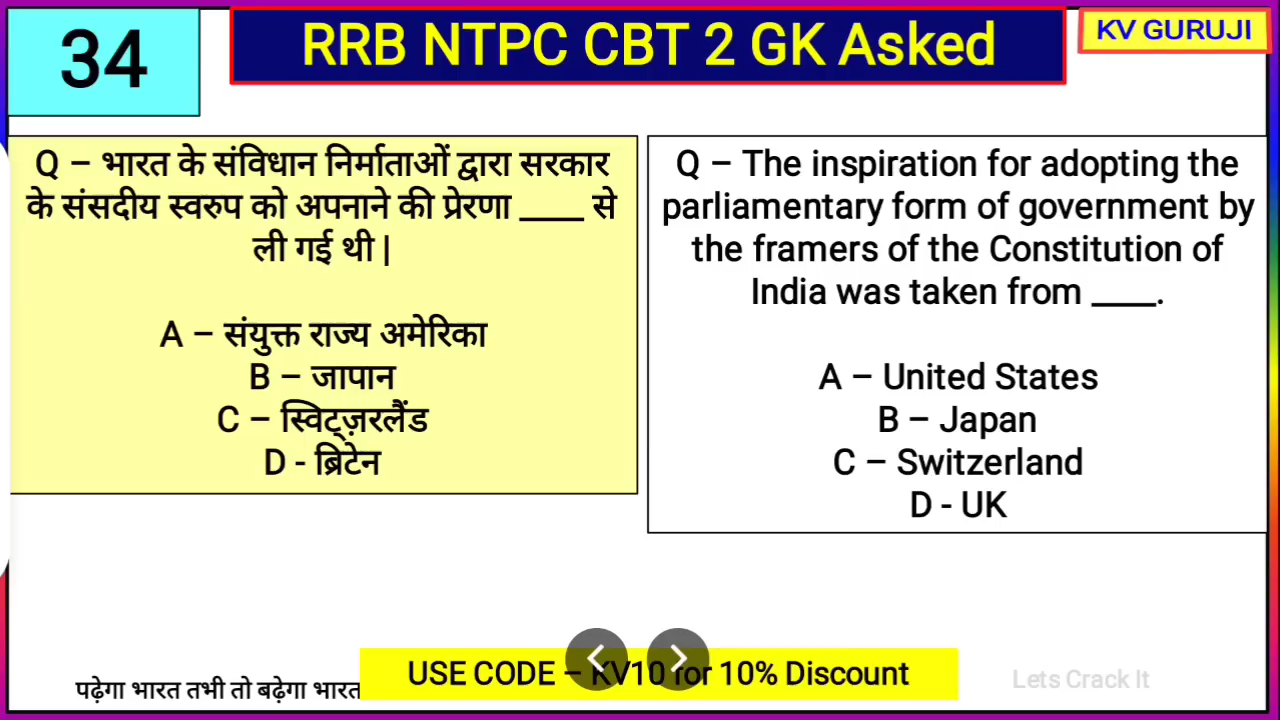 34
RRB NTPC CBT 2 GK Asked
KV GURUJI
Q – भारत के संविधान निर्माताओं द्वारा सरकार
के संसदीय स्वरुप को अपनाने की प्रेरणा ____ से
ली गई थी |
A – संयुक्त राज्य अमेरिका
B – जापान
C – स्विट्ज़रलैंड
D - ब्रिटेन
Q – The inspiration for adopting the
parliamentary form of government by
the framers of the Constitution of
India was taken from ____.
A – United States
B – Japan
C – Switzerland
D - UK
पढ़ेगा भारत तभी तो बढ़ेगा भारत
USE CODE – KV10 for 10% Discount
Lets Crack It